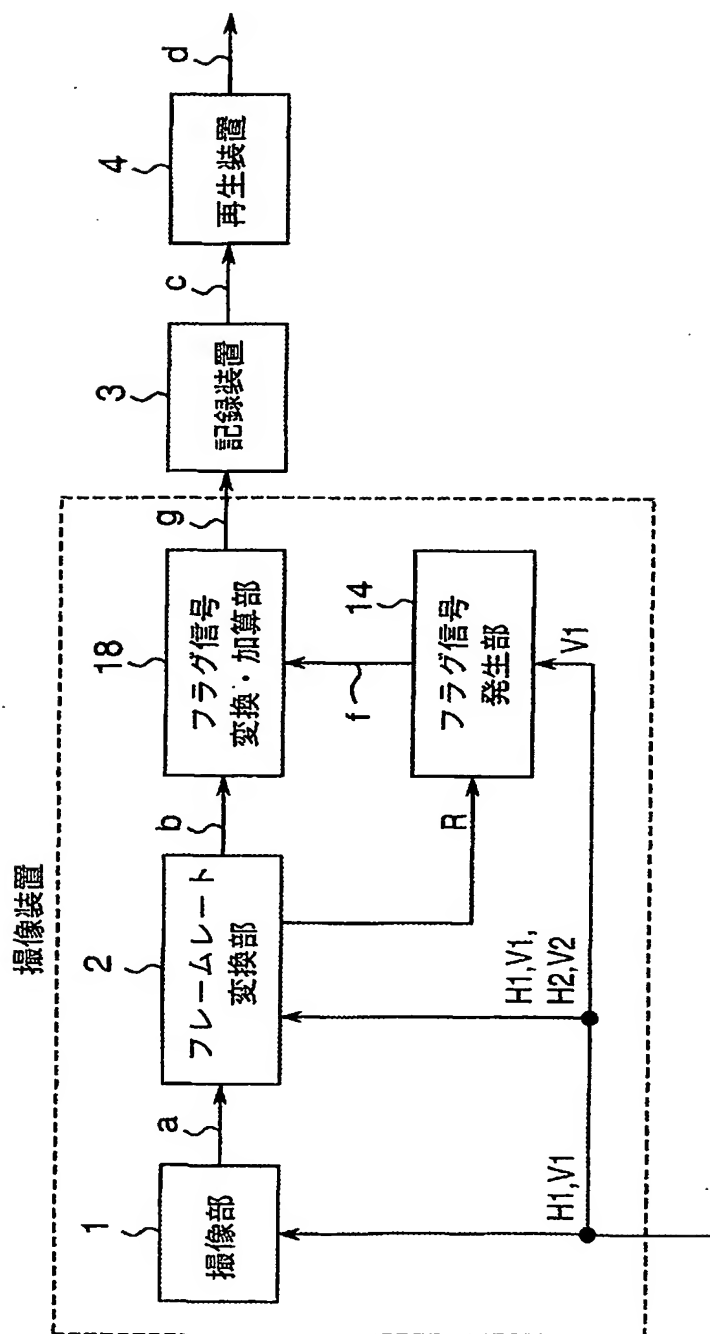 撮像装置
1
撮像部
a
2
フレームレート
変換部
b
18
フラグ信号
変換・加算部
g
3
記録装置
c
4
再生装置
d
R
f
14
フラグ信号
発生部
H1,V1
H1,V1,
H2,V2
V1